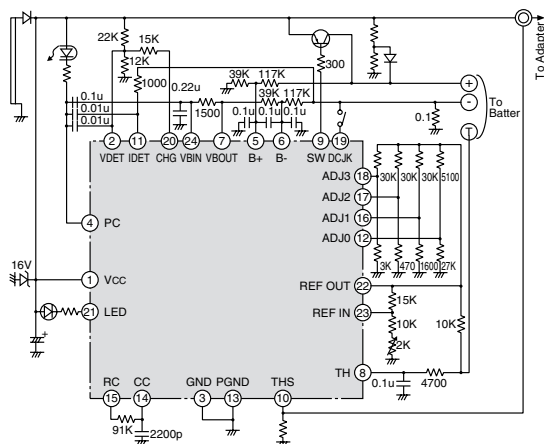 22K
15K
12K
1000
0.1u
0.01u
0.01u
0.22u
1500
300
39K
117K
39K
117K
0.1u
0.1u
0.1u
0.1
+
-
T
To
Batter
To Adapter
2
11
20
24
7
5
6
9
19
VDET
IDET
CHG
VBIN
VBOUT
B+
B-
SW
DCJK
ADJ3
18
30K
30K
30K
5100
ADJ2
17
ADJ1
16
ADJ0
12
3K
470
1600
27K
4
PC
16V
1
VCC
21
LED
+
REF OUT
22
15K
REF IN
23
10K
2K
10K
TH
8
0.1u
4700
RC
CC
GND
PGND
THS
15
14
3
13
10
91K
2200p